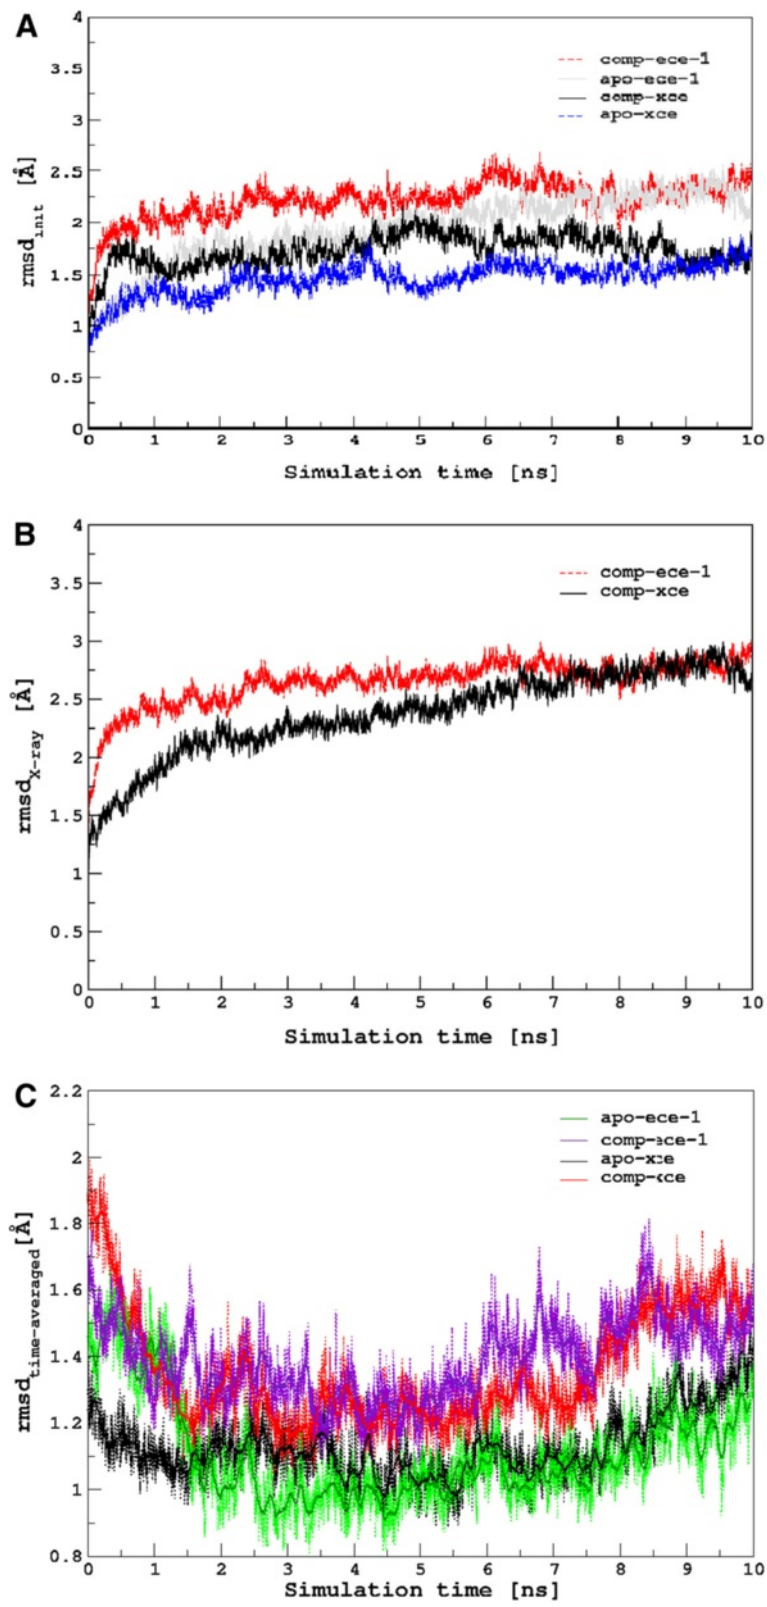 A
4
3.5
3
2.5
2
1.5
1
0.5
0
rmsd_init [Å]
comp-ece-1
apo-ece-1
comp-xce
apo-xce
0 1 2 3 4 5 6 7 8 9 10
Simulation time [ns]
B
4
3.5
3
2.5
2
1.5
1
0.5
0
rmsd_X-ray [Å]
comp-ece-1
comp-xce
0 1 2 3 4 5 6 7 8 9 10
Simulation time [ns]
C
2.2
2
1.8
1.6
1.4
1.2
1
0.8
rmsd_time-averaged [Å]
apo-ece-1
comp-ece-1
apo-xce
comp-xce
0 1 2 3 4 5 6 7 8 9 10
Simulation time [ns]